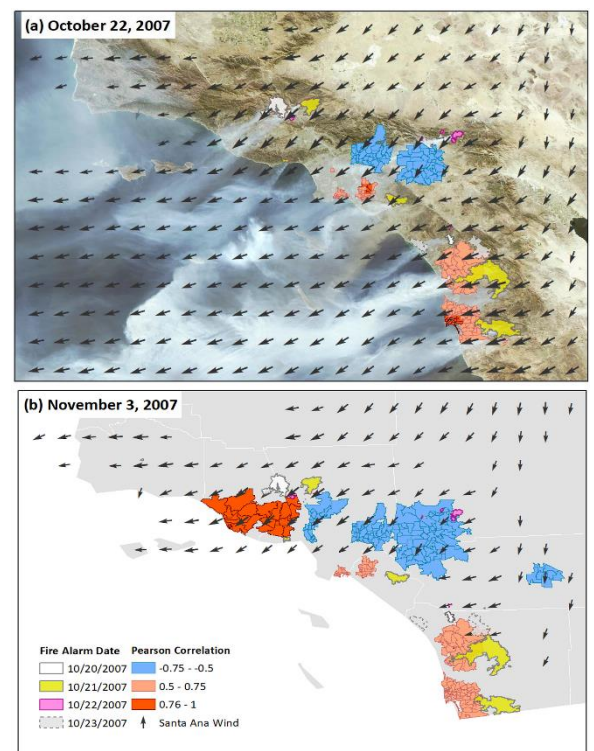 (a) October 22, 2007
(b) November 3, 2007
Fire Alarm Date Pearson Correlation
10/20/2007 -0.75 - -0.5
10/21/2007 0.5 - 0.75
10/22/2007 0.76 - 1
10/23/2007 Santa Ana Wind